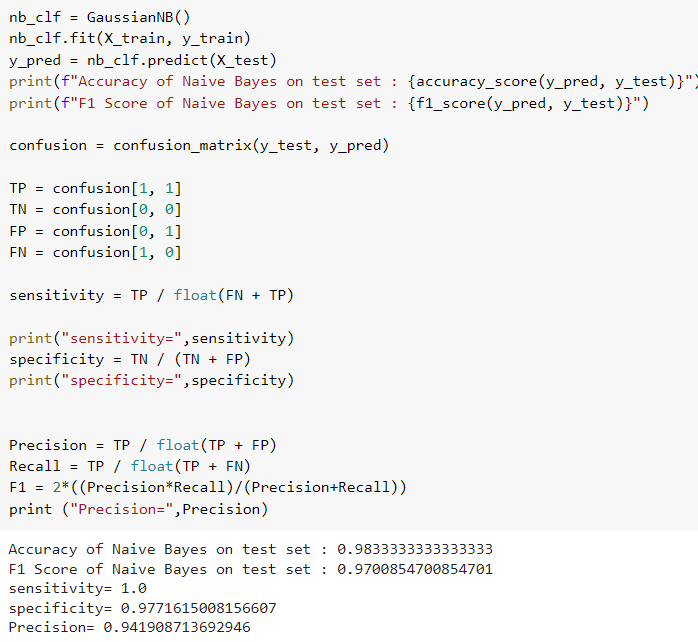 nb_clf = GaussianNB()
nb_clf.fit(X_train, y_train)
y_pred = nb_clf.predict(X_test)
print(f"Accuracy of Naive Bayes on test set : {accuracy_score(y_pred, y_test)}")
print(f"F1 Score of Naive Bayes on test set : {f1_score(y_pred, y_test)}")
confusion = confusion_matrix(y_test, y_pred)
TP = confusion[1, 1]
TN = confusion[0, 0]
FP = confusion[0, 1]
FN = confusion[1, 0]
sensitivity = TP / float(FN + TP)
print("sensitivity=",sensitivity)
specificity = TN / (TN + FP)
print("specificity=",specificity)
Precision = TP / float(TP + FP)
Recall = TP / float(TP + FN)
F1 = 2*((Precision*Recall)/(Precision+Recall))
print ("Precision=",Precision)
Accuracy of Naive Bayes on test set : 0.9833333333333333
F1 Score of Naive Bayes on test set : 0.9700854700854701
sensitivity= 1.0
specificity= 0.9771615008156607
Precision= 0.941908713692946